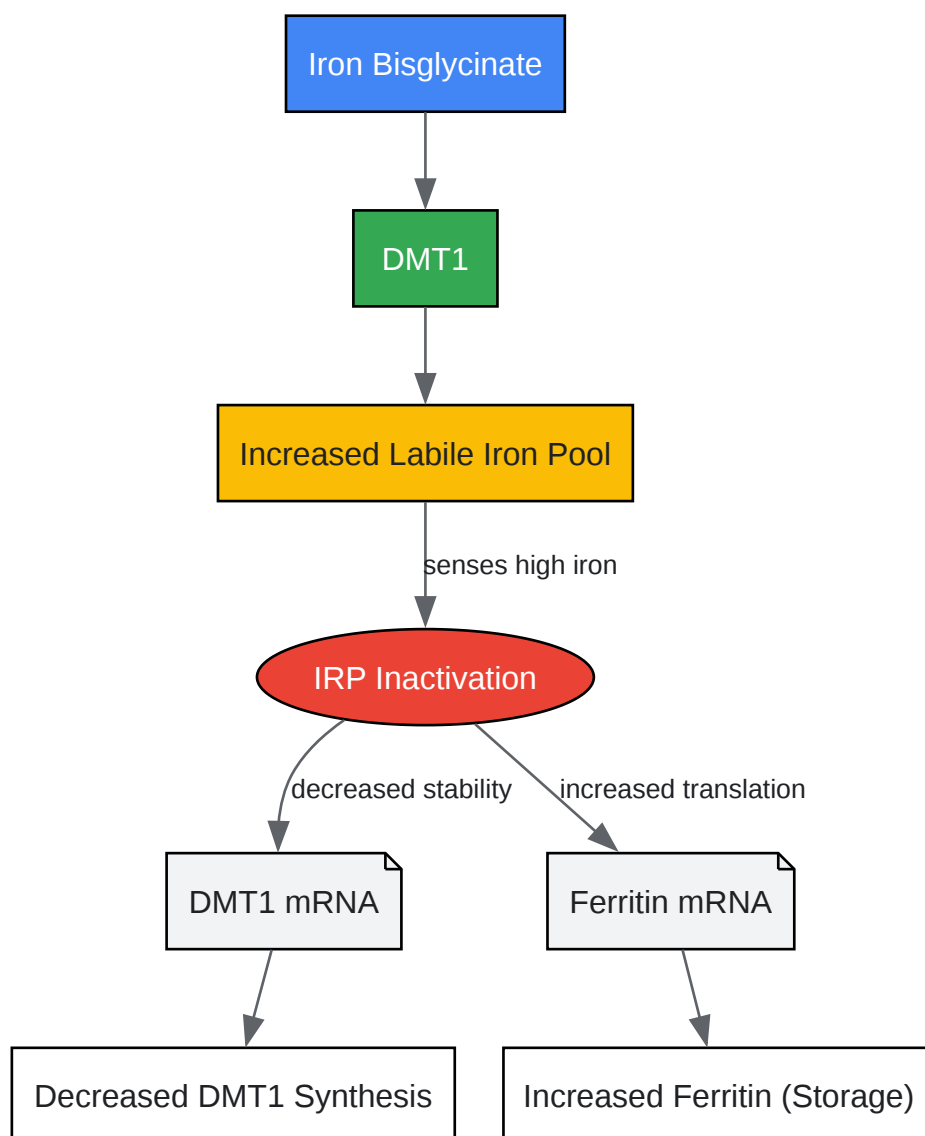 Iron Bisglycinate
DMT1
Increased Labile Iron Pool
senses high iron
IRP Inactivation
decreased stability
increased translation
DMT1 mRNA
Ferritin mRNA
Decreased DMT1 Synthesis
Increased Ferritin (Storage)